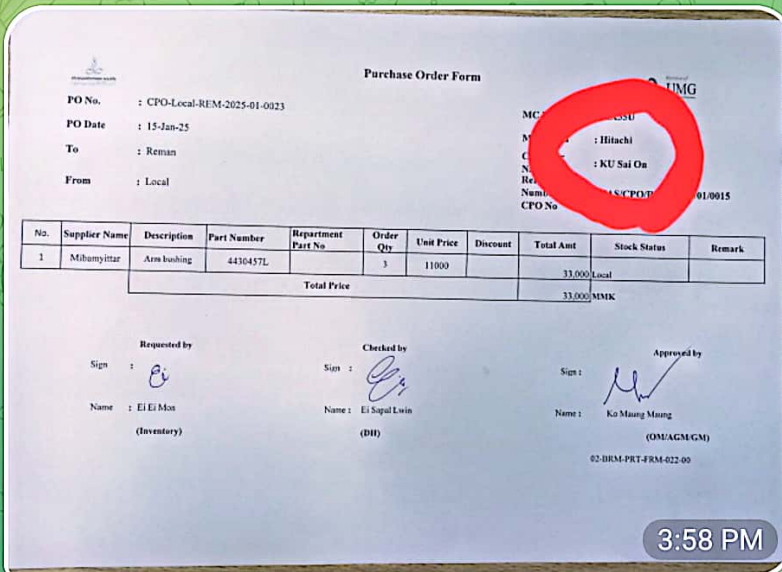 Purchase Order Form
UMG
PO No. : CPO-Local-REM-2025-01-0023
PO Date : 15-Jan-25
To : Reman
From : Local
: Hitachi
: KU Sai On
CPO No
01/0015
No. Supplier Name Description Part Number Repartment Part No Order Qty Unit Price Discount Total Amt Stock Status Remark
1 Mibamyittar Arm bushing 4430457L 3 11000 33,000 Local
Total Price 33,000 MMK
Requested by Checked by Approved by
Sign : Sign : Sign :
Name : Ei Ei Mon Name : Ei Sapal Lwin Name : Ko Maung Maung
(Inventory) (DH) (OM/AGM/GM)
02-BRM-PRT-FRM-022-00
3:58 PM